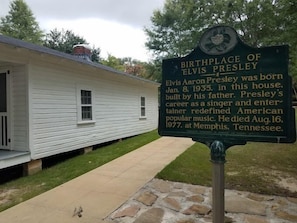 BIRTHPLACE OF
ELVIS PRESLEY
Elvis Aaron Presley was born
Jan. 8, 1935, in this house,
built by his father. Presley's
career as a singer and enter-
tainer redefined American
popular music. He died Aug. 16,
1977, at Memphis, Tennessee.